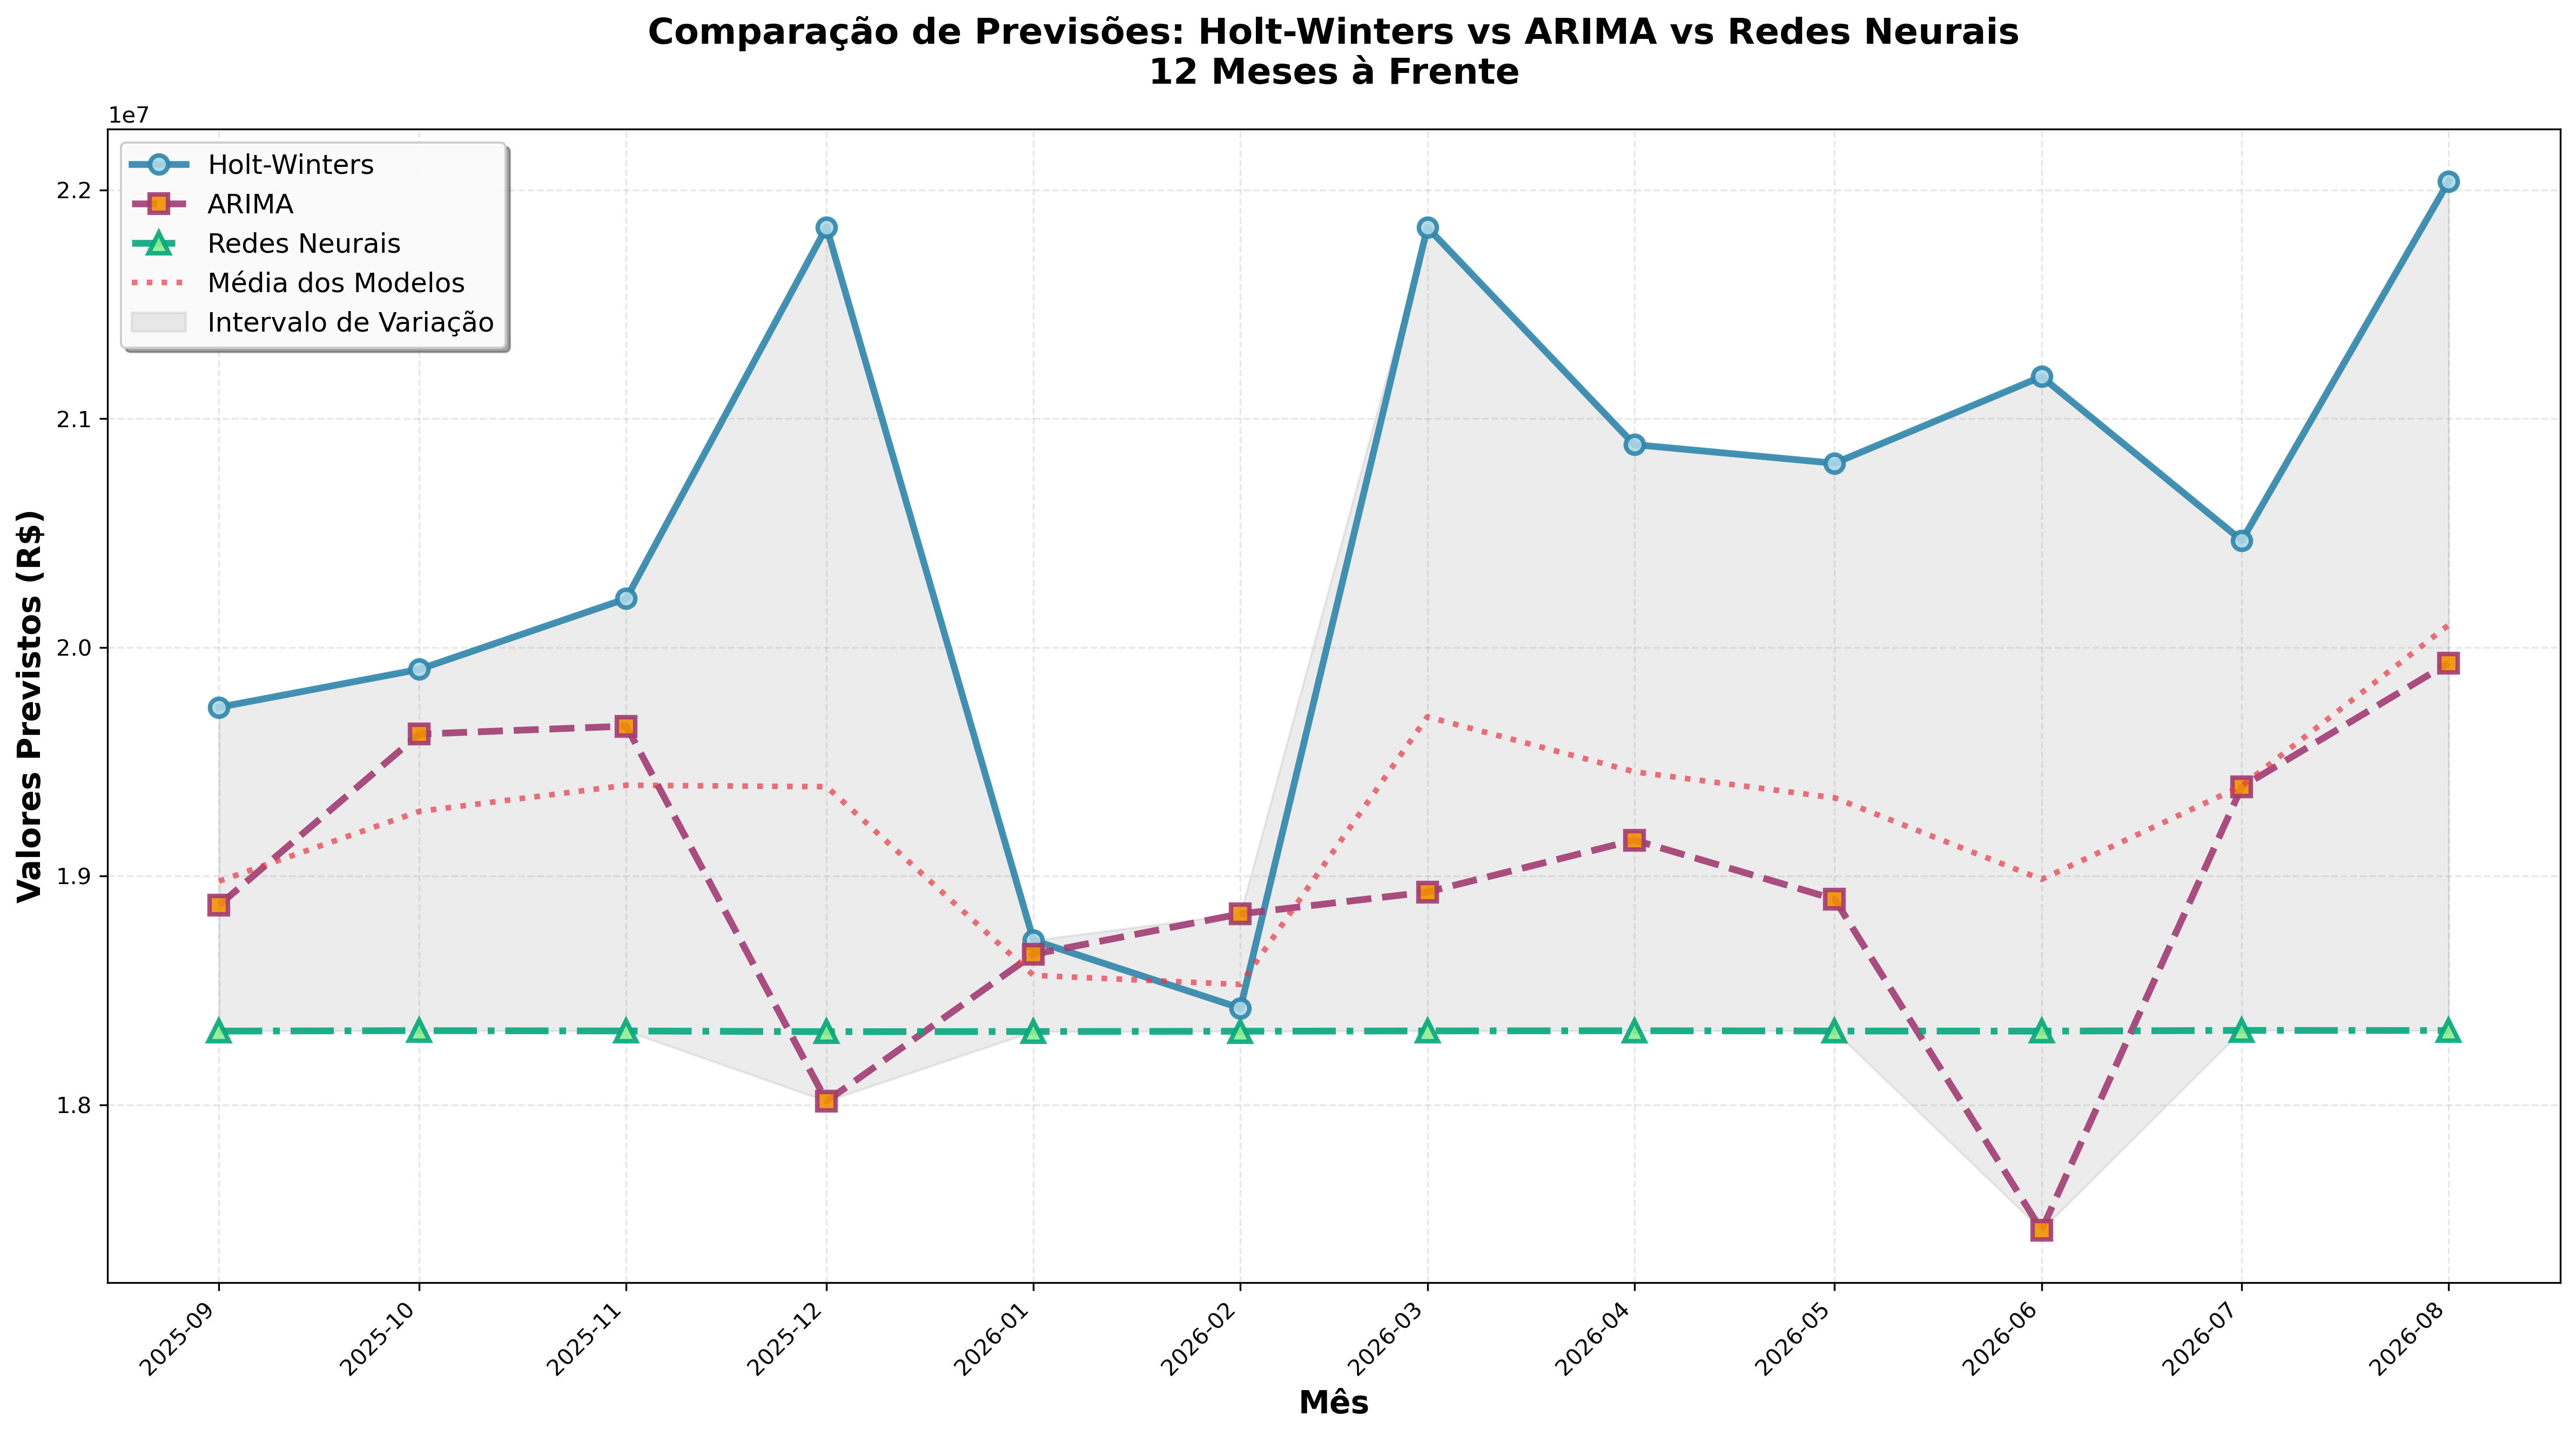 Comparação de Previsões: Holt-Winters vs ARIMA vs Redes Neurais
12 Meses à Frente
1e7
Holt-Winters
ARIMA
Redes Neurais
Média dos Modelos
Intervalo de Variação
2.2
2.1
2.0
1.9
1.8
Valores Previstos (R$)
2025-09
2025-10
2025-11
2025-12
2026-01
2026-02
2026-03
2026-04
2026-05
2026-06
2026-07
2026-08
Mês